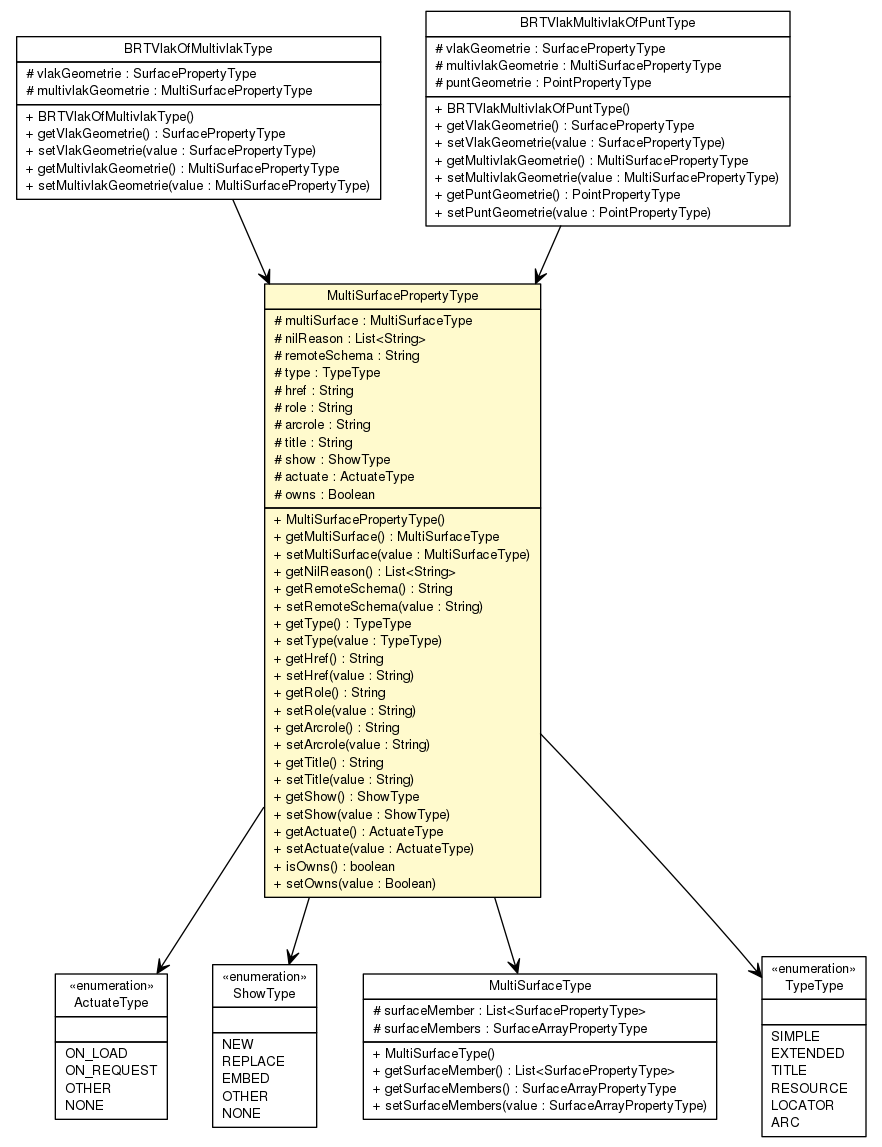 BRTVlakOfMultivlakType
# vlakGeometrie : SurfacePropertyType
# multivlakGeometrie : MultiSurfacePropertyType
+ BRTVlakOfMultivlakType()
+ getVlakGeometrie() : SurfacePropertyType
+ setVlakGeometrie(value : SurfacePropertyType)
+ getMultivlakGeometrie() : MultiSurfacePropertyType
+ setMultivlakGeometrie(value : MultiSurfacePropertyType)
BRTVlakMultivlakOfPuntType
# vlakGeometrie : SurfacePropertyType
# multivlakGeometrie : MultiSurfacePropertyType
# puntGeometrie : PointPropertyType
+ BRTVlakMultivlakOfPuntType()
+ getVlakGeometrie() : SurfacePropertyType
+ setVlakGeometrie(value : SurfacePropertyType)
+ getMultivlakGeometrie() : MultiSurfacePropertyType
+ setMultivlakGeometrie(value : MultiSurfacePropertyType)
+ getPuntGeometrie() : PointPropertyType
+ setPuntGeometrie(value : PointPropertyType)
MultiSurfacePropertyType
# multiSurface : MultiSurfaceType
# nilReason : List<String>
# remoteSchema : String
# type : TypeType
# href : String
# role : String
# arcrole : String
# title : String
# show : ShowType
# actuate : ActuateType
# owns : Boolean
+ MultiSurfacePropertyType()
+ getMultiSurface() : MultiSurfaceType
+ setMultiSurface(value : MultiSurfaceType)
+ getNilReason() : List<String>
+ getRemoteSchema() : String
+ setRemoteSchema(value : String)
+ getType() : TypeType
+ setType(value : TypeType)
+ getHref() : String
+ setHref(value : String)
+ getRole() : String
+ setRole(value : String)
+ getArcrole() : String
+ setArcrole(value : String)
+ getTitle() : String
+ setTitle(value : String)
+ getShow() : ShowType
+ setShow(value : ShowType)
+ getActuate() : ActuateType
+ setActuate(value : ActuateType)
+ isOwns() : boolean
+ setOwns(value : Boolean)
«enumeration»
ActuateType
ON_LOAD
ON_REQUEST
OTHER
NONE
«enumeration»
ShowType
NEW
REPLACE
EMBED
OTHER
NONE
MultiSurfaceType
# surfaceMember : List<SurfacePropertyType>
# surfaceMembers : SurfaceArrayPropertyType
+ MultiSurfaceType()
+ getSurfaceMember() : List<SurfacePropertyType>
+ getSurfaceMembers() : SurfaceArrayPropertyType
+ setSurfaceMembers(value : SurfaceArrayPropertyType)
«enumeration»
TypeType
SIMPLE
EXTENDED
TITLE
RESOURCE
LOCATOR
ARC